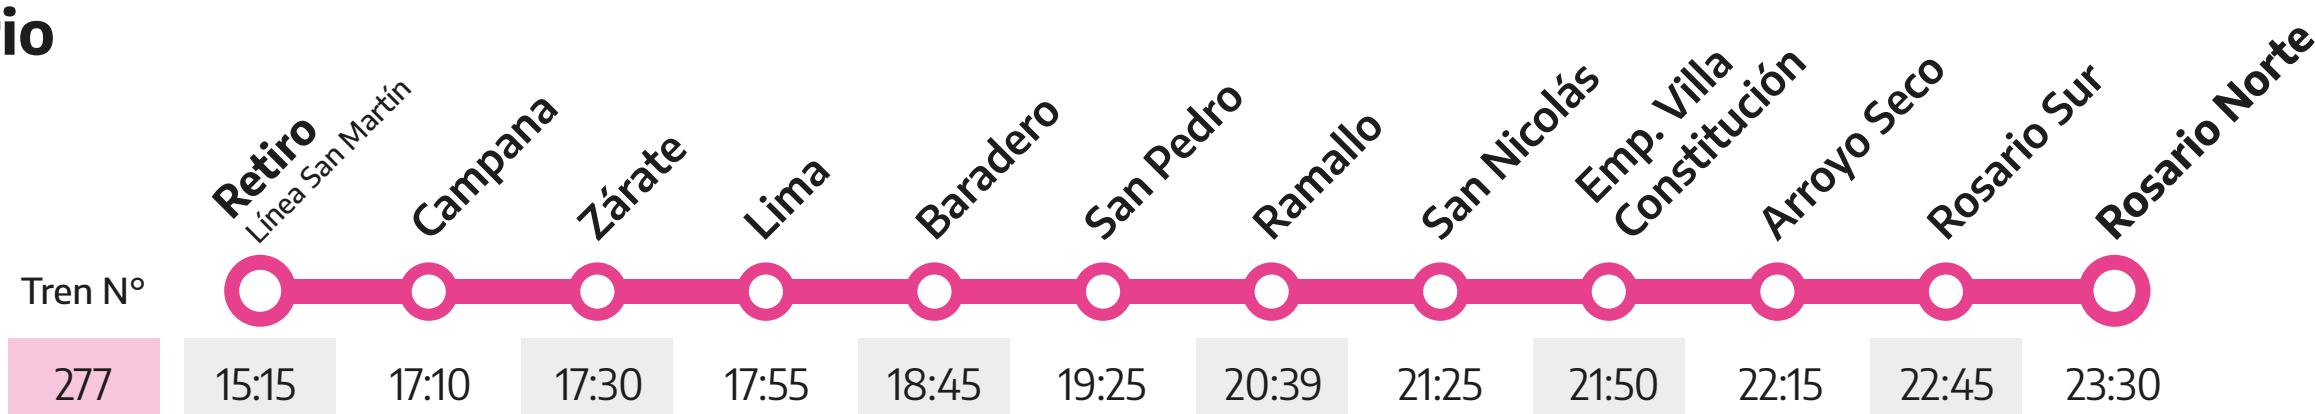 Retiro
Línea San Martín
Campana
Zárate
Lima
Baradero
San Pedro
Ramallo
San Nicolás
Emp. Villa
Constitución
Arroyo Seco
Rosario Sur
Rosario Norte
Tren N°
277 15:15 17:10 17:30 17:55 18:45 19:25 20:39 21:25 21:50 22:15 22:45 23:30